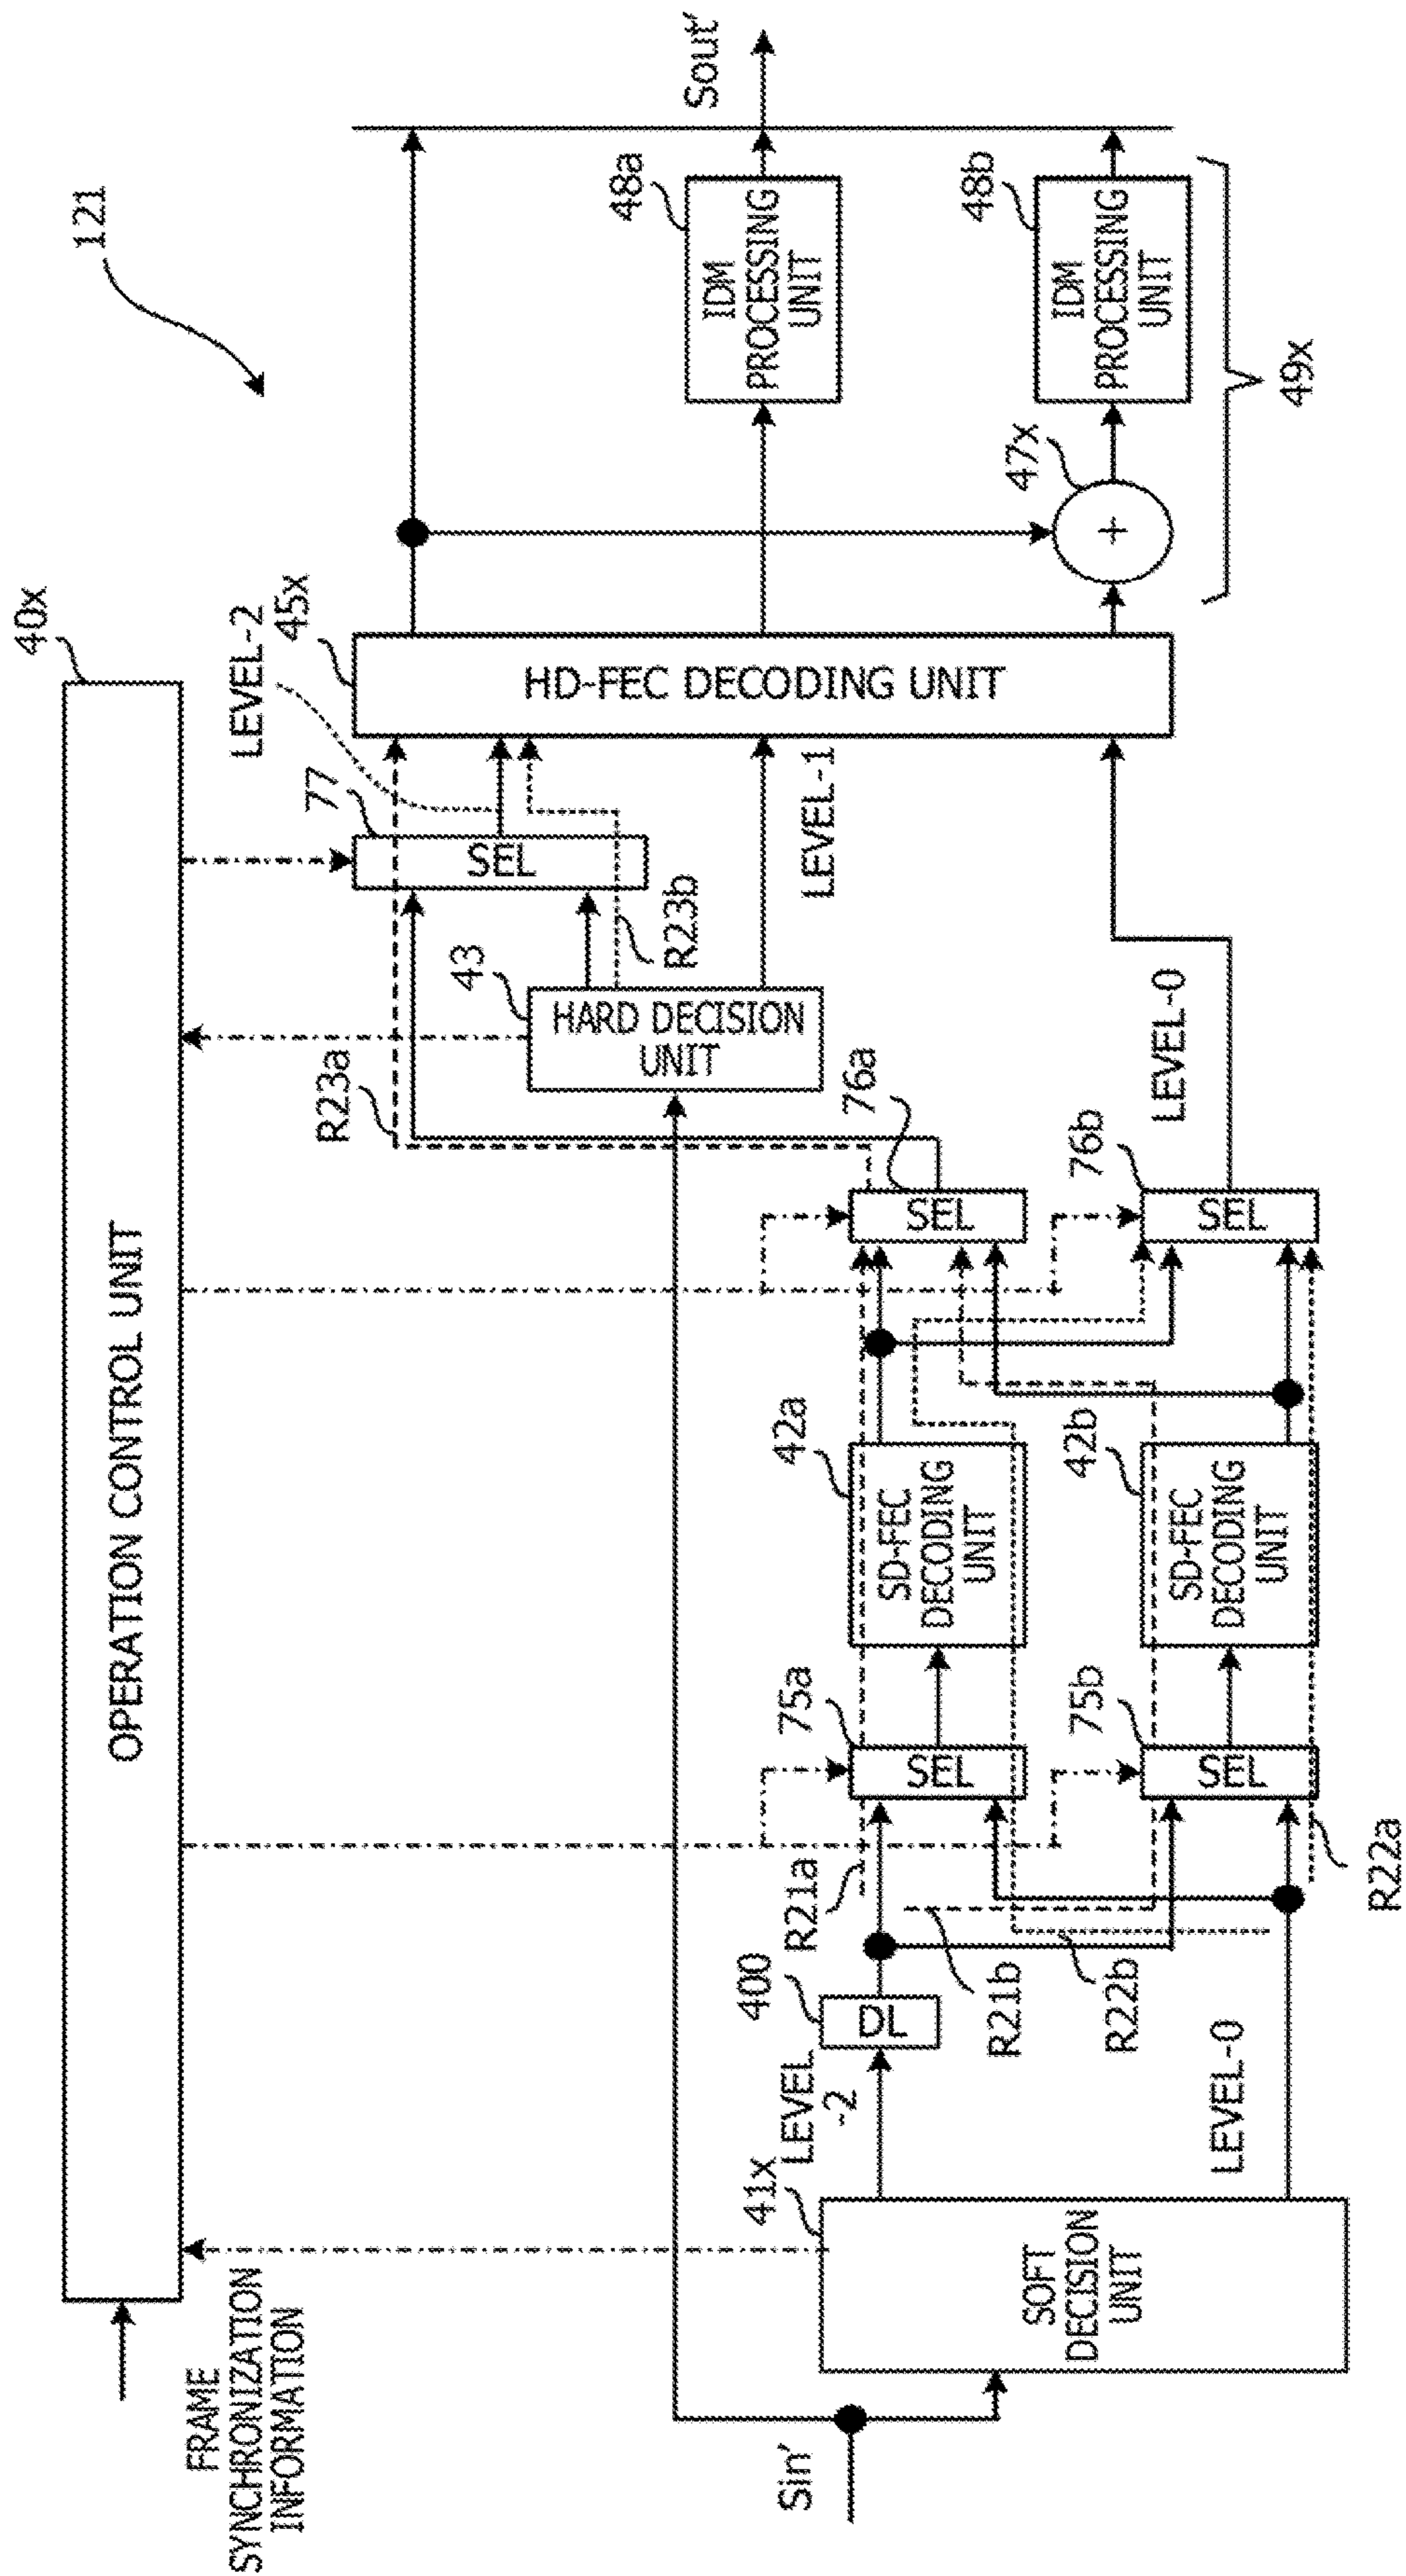 121
40x
OPERATION CONTROL UNIT
FRAME
SYNCHRONIZATION
INFORMATION
Sin'
41x
SOFT
DECISION
UNIT
LEVEL
-2
400
DL
LEVEL-0
R21a
R21b
R22b
R22a
75a
SEL
75b
SEL
42a
SD-FEC
DECODING
UNIT
42b
SD-FEC
DECODING
UNIT
76a
SEL
76b
SEL
R23a
43
HARD DECISION
UNIT
R23b
77
SEL
LEVEL-2
LEVEL-1
LEVEL-0
45x
HD-FEC DECODING UNIT
47x
+
48a
IDM
PROCESSING
UNIT
48b
IDM
PROCESSING
UNIT
49x
Sout'